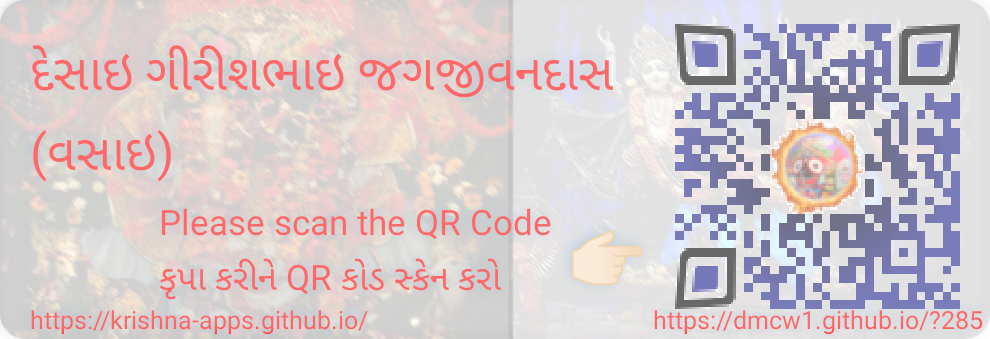 દેસાઇ ગીરીશભાઇ જગજીવનદાસ
(વસાઇ)
Please scan the QR Code
કૃપા કરીને QR કોડ સ્કેન કરો
https://krishna-apps.github.io/
https://dmcw1.github.io/?285